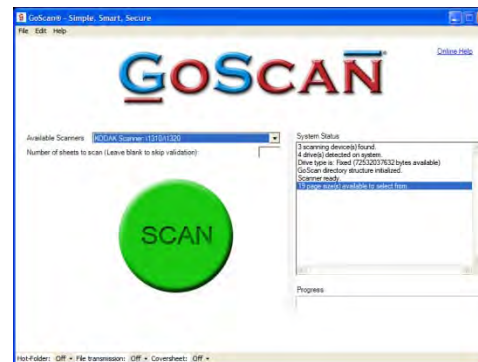 GoScan® - Simple, Smart, Secure
File Edit Help
GOSCAN
Online Help
Available Scanners KODAK Scanner: i1310/i1320
Number of sheets to scan (Leave blank to skip validation):
SCAN
System Status
3 scanning device(s) found.
4 drive(s) detected on system.
Drive type is: Fixed (72532037632 bytes available)
GoScan directory structure initialized.
Scanner ready.
19 page size(s) available to select from.
Progress
Hot-Folder: Off File transmission: Off Coversheet: Off